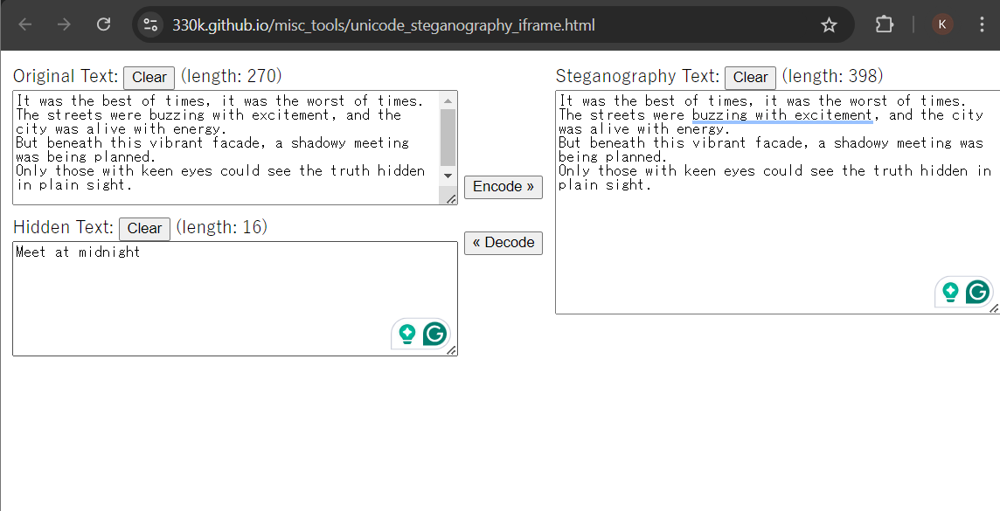 330k.github.io/misc_tools/unicode_steganography_iframe.html
K
Original Text: Clear (length: 270)
It was the best of times, it was the worst of times.
The streets were buzzing with excitement, and the
city was alive with energy.
But beneath this vibrant facade, a shadowy meeting
was being planned.
Only those with keen eyes could see the truth hidden
in plain sight.
Encode »
Hidden Text: Clear (length: 16)
Meet at midnight
« Decode
Steganography Text: Clear (length: 398)
It was the best of times, it was the worst of times.
The streets were buzzing with excitement, and the city
was alive with energy.
But beneath this vibrant facade, a shadowy meeting was
being planned.
Only those with keen eyes could see the truth hidden in
plain sight.